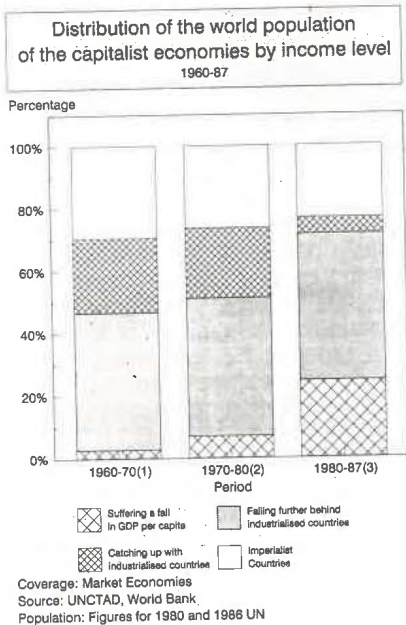 Distribution of the world population
of the capitalist economies by income level
1960-87
Percentage
100%
80%
60%
40%
20%
0%
1960-70(1)
1970-80(2)
1980-87(3)
Period
Suffering a fall
in GDP per capita
Falling further behind
industrialised countries
Catching up with
industrialised countries
Imperialist
Countries
Coverage: Market Economies
Source: UNCTAD, World Bank
Population: Figures for 1980 and 1986 UN